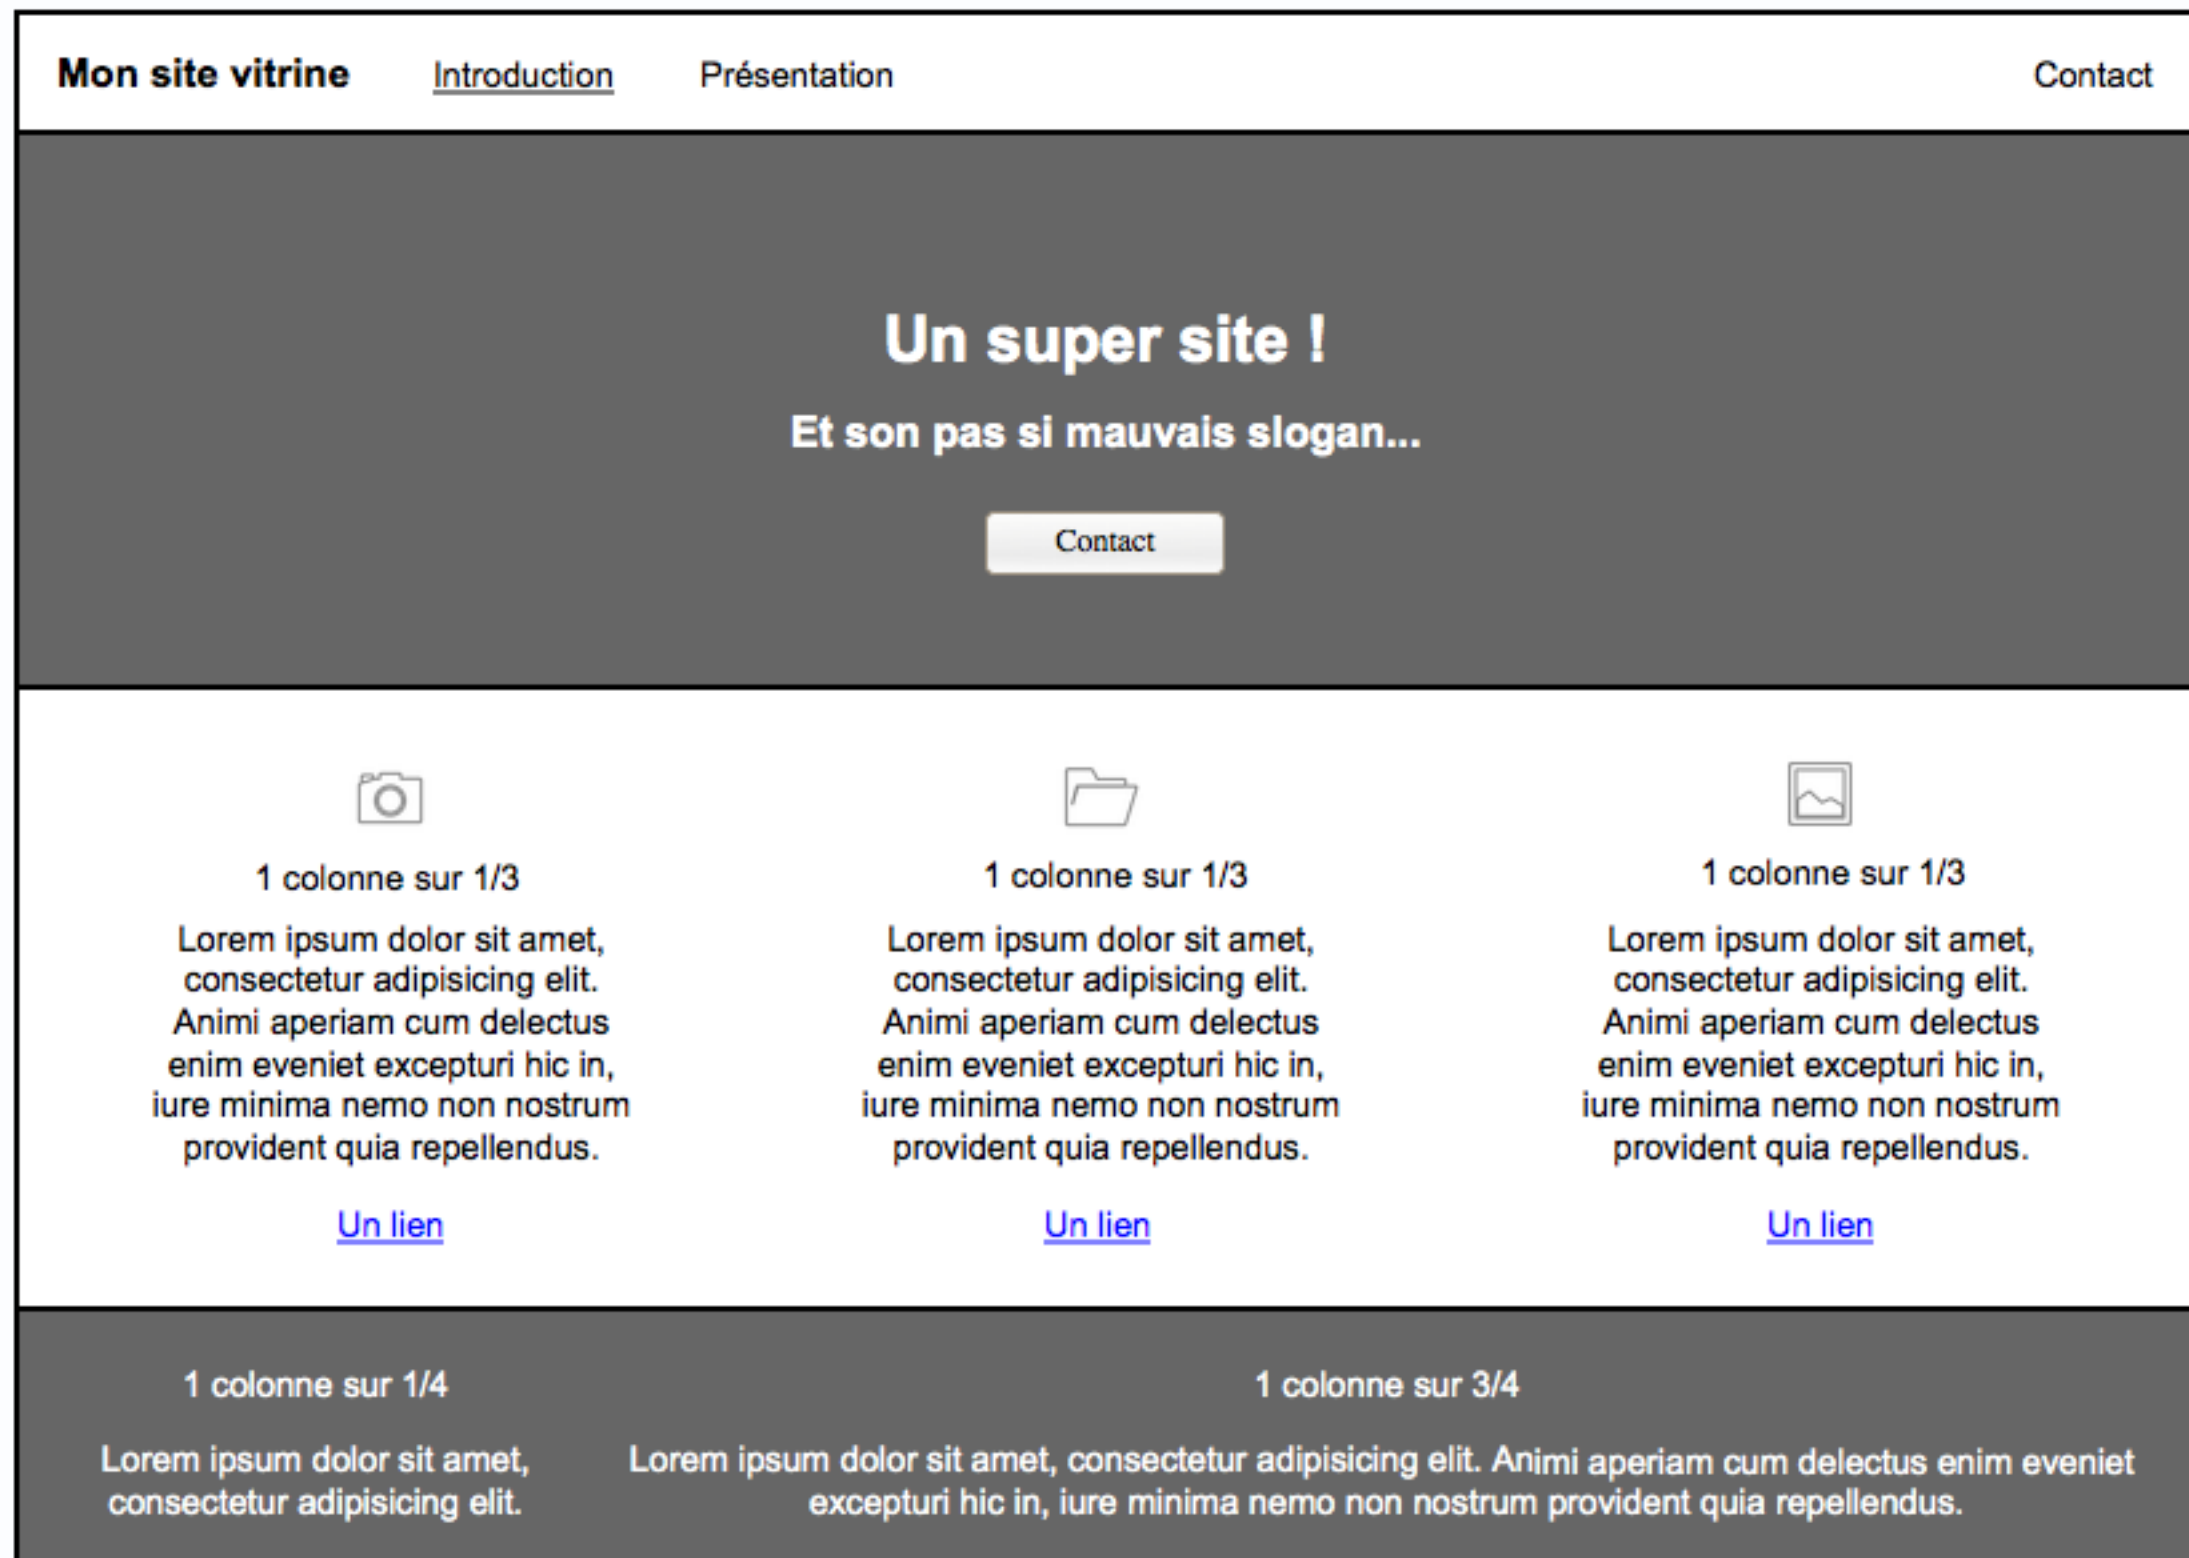 Mon site vitrine Introduction Présentation Contact
Un super site !
Et son pas si mauvais slogan...
Contact
1 colonne sur 1/3
Lorem ipsum dolor sit amet,
consectetur adipisicing elit.
Animi aperiam cum delectus
enim eveniet excepturi hic in,
iure minima nemo non nostrum
provident quia repellendus.
Un lien
1 colonne sur 1/3
Lorem ipsum dolor sit amet,
consectetur adipisicing elit.
Animi aperiam cum delectus
enim eveniet excepturi hic in,
iure minima nemo non nostrum
provident quia repellendus.
Un lien
1 colonne sur 1/3
Lorem ipsum dolor sit amet,
consectetur adipisicing elit.
Animi aperiam cum delectus
enim eveniet excepturi hic in,
iure minima nemo non nostrum
provident quia repellendus.
Un lien
1 colonne sur 1/4
Lorem ipsum dolor sit amet,
consectetur adipisicing elit.
1 colonne sur 3/4
Lorem ipsum dolor sit amet, consectetur adipisicing elit. Animi aperiam cum delectus enim eveniet
excepturi hic in, iure minima nemo non nostrum provident quia repellendus.